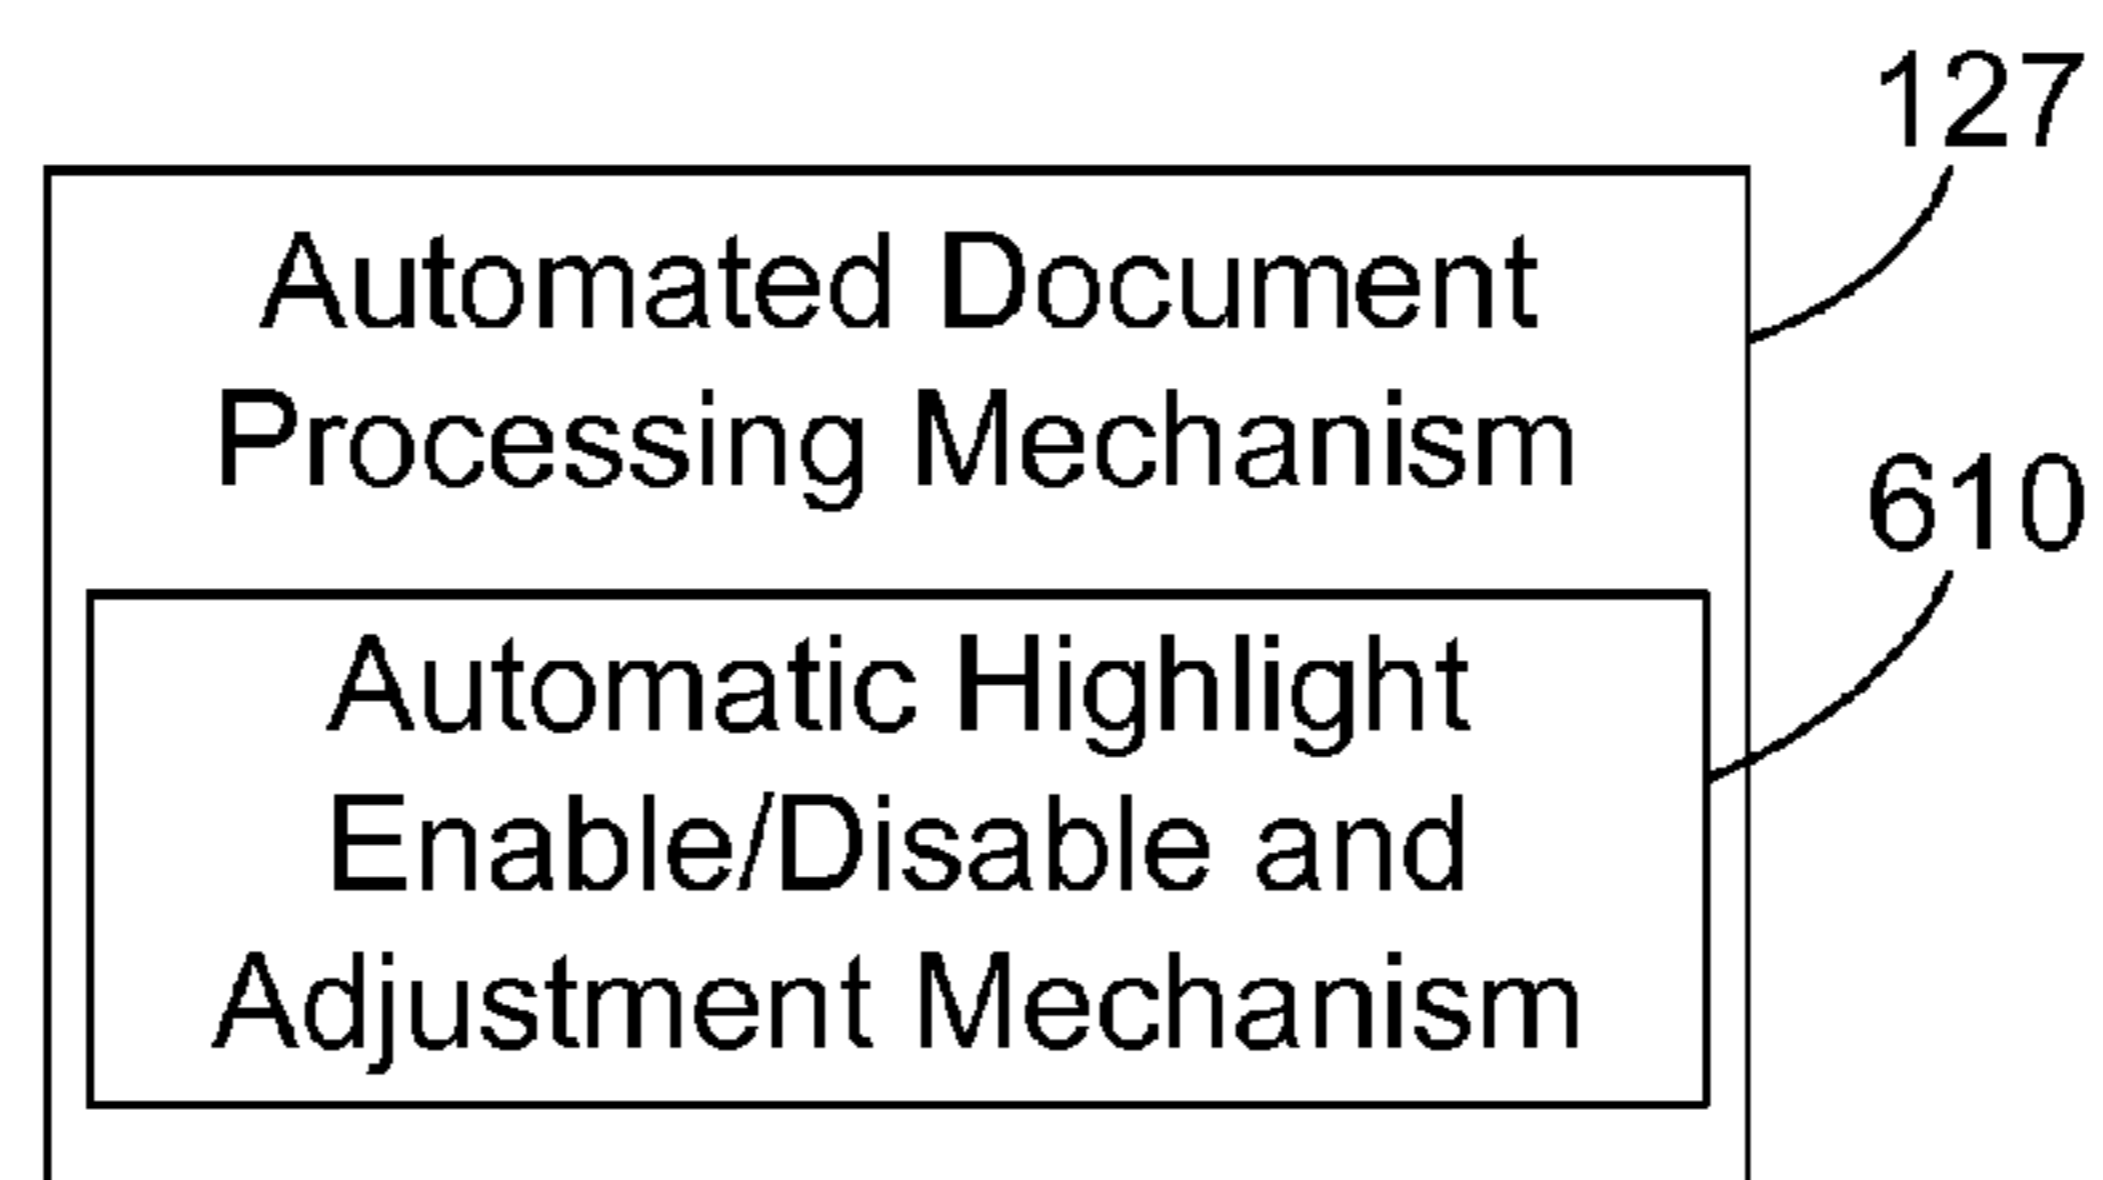 127
Automated Document
Processing Mechanism
610
Automatic Highlight
Enable/Disable and
Adjustment Mechanism